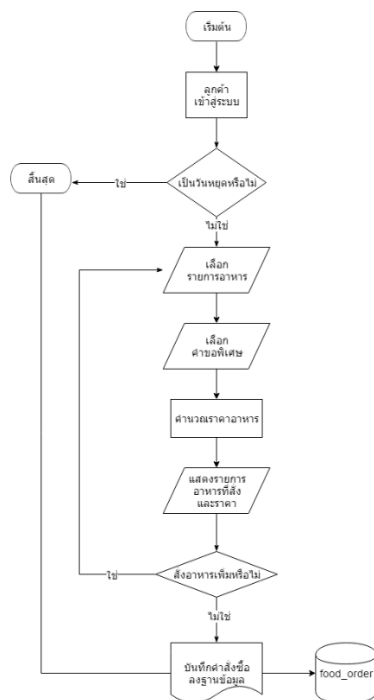 เริ่มต้น
ลูกค้า
เข้าสู่ระบบ
สิ้นสุด
ใช่
เป็นวันหยุดหรือไม่
ไม่ใช่
เลือก
รายการอาหาร
เลือก
คำขอพิเศษ
คำนวณราคาอาหาร
แสดงรายการ
อาหารที่สั่ง
และราคา
ใช่
สั่งอาหารเพิ่มหรือไม่
ไม่ใช่
บันทึกคำสั่งซื้อ
ลงฐานข้อมูล
food_order